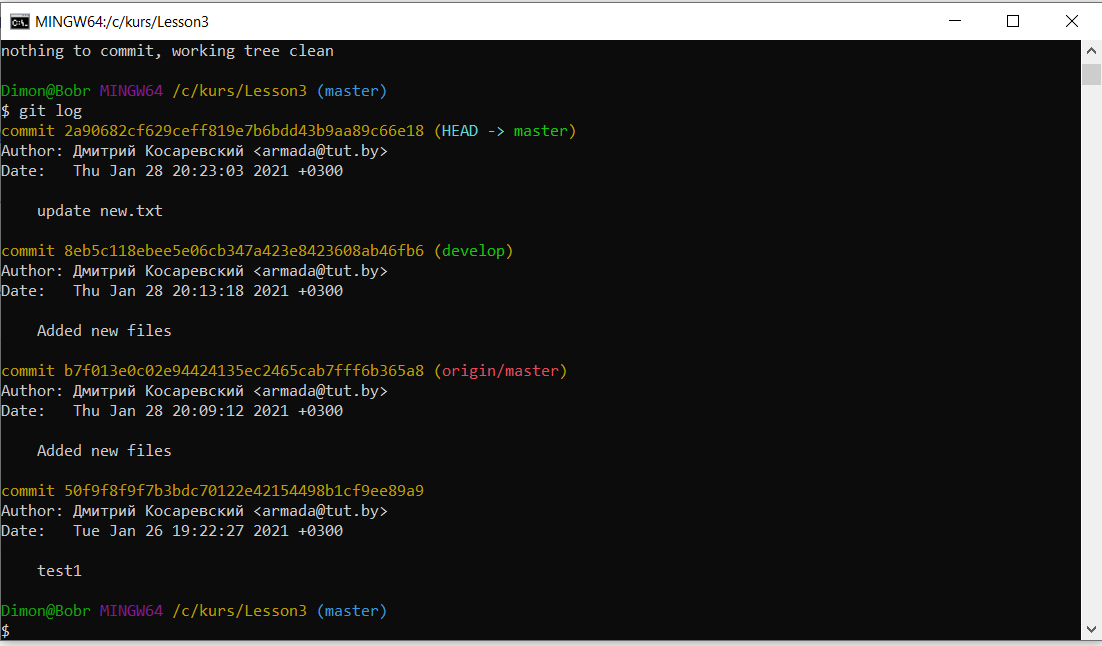 MINGW64:/c/kurs/Lesson3
nothing to commit, working tree clean
Dimon@Bobr MINGW64 /c/kurs/Lesson3 (master)
$ git log
commit 2a90682cf629ceff819e7b6bdd43b9aa89c66e18 (HEAD -> master)
Author: Дмитрий Косаревский <armada@tut.by>
Date:   Thu Jan 28 20:23:03 2021 +0300
    update new.txt
commit 8eb5c118ebee5e06cb347a423e8423608ab46fb6 (develop)
Author: Дмитрий Косаревский <armada@tut.by>
Date:   Thu Jan 28 20:13:18 2021 +0300
    Added new files
commit b7f013e0c02e94424135ec2465cab7fff6b365a8 (origin/master)
Author: Дмитрий Косаревский <armada@tut.by>
Date:   Thu Jan 28 20:09:12 2021 +0300
    Added new files
commit 50f9f8f9f7b3bdc70122e42154498b1cf9ee89a9
Author: Дмитрий Косаревский <armada@tut.by>
Date:   Tue Jan 26 19:22:27 2021 +0300
    test1
Dimon@Bobr MINGW64 /c/kurs/Lesson3 (master)
$